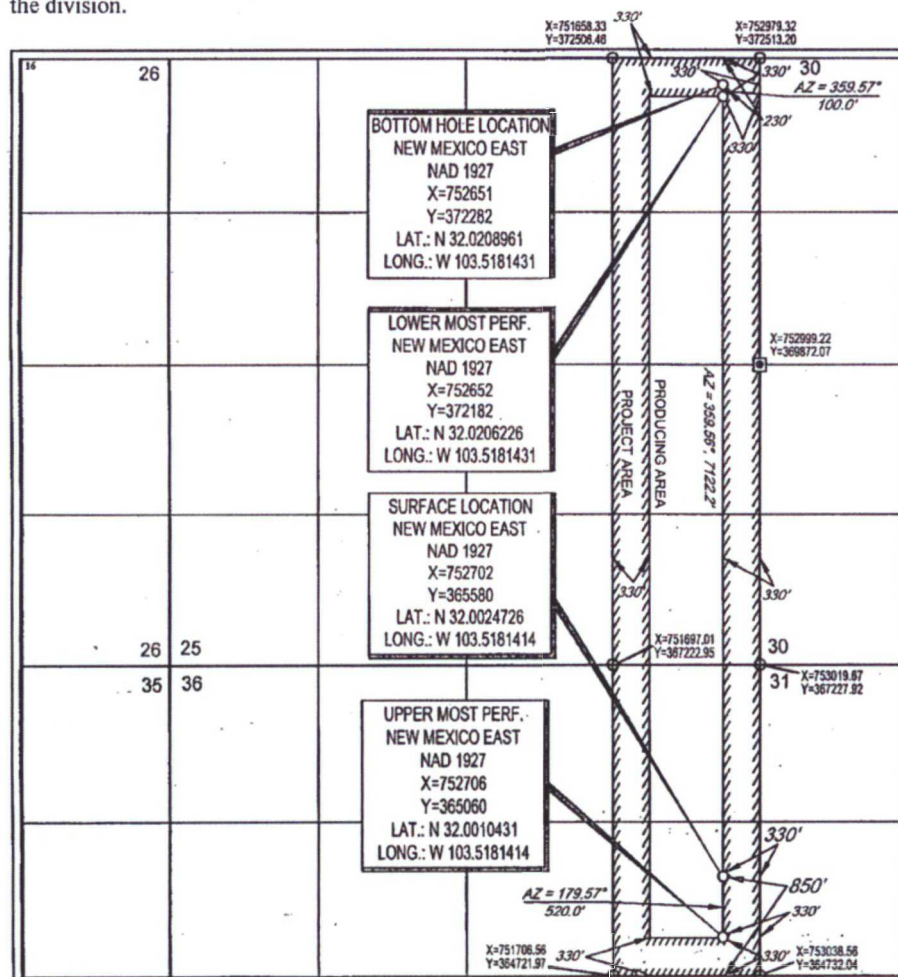 the division.
X=751658.33
Y=372506.46
330'
X=752979.32
Y=372513.20
16
26
330'
330'
30
AZ = 359.57°
100.0'
230'
330'
BOTTOM HOLE LOCATION
NEW MEXICO EAST
NAD 1927
X=752651
Y=372282
LAT.: N 32.0208961
LONG.: W 103.5181431
LOWER MOST PERF.
NEW MEXICO EAST
NAD 1927
X=752652
Y=372182
LAT.: N 32.0206226
LONG.: W 103.5181431
X=752999.22
Y=369872.07
PROJECT AREA
PRODUCING AREA
AZ = 359.56°, 7122.2'
SURFACE LOCATION
NEW MEXICO EAST
NAD 1927
X=752702
Y=365580
LAT.: N 32.0024726
LONG.: W 103.5181414
330'
330'
26 25
35 36
X=751697.01
Y=367222.95
30
31
X=753019.67
Y=367227.92
UPPER MOST PERF.
NEW MEXICO EAST
NAD 1927
X=752706
Y=365060
LAT.: N 32.0010431
LONG.: W 103.5181414
330'
850'
AZ = 179.57°
520.0'
330'
X=751706.56
Y=364721.97
330'
330'
X=753038.56
Y=364732.04